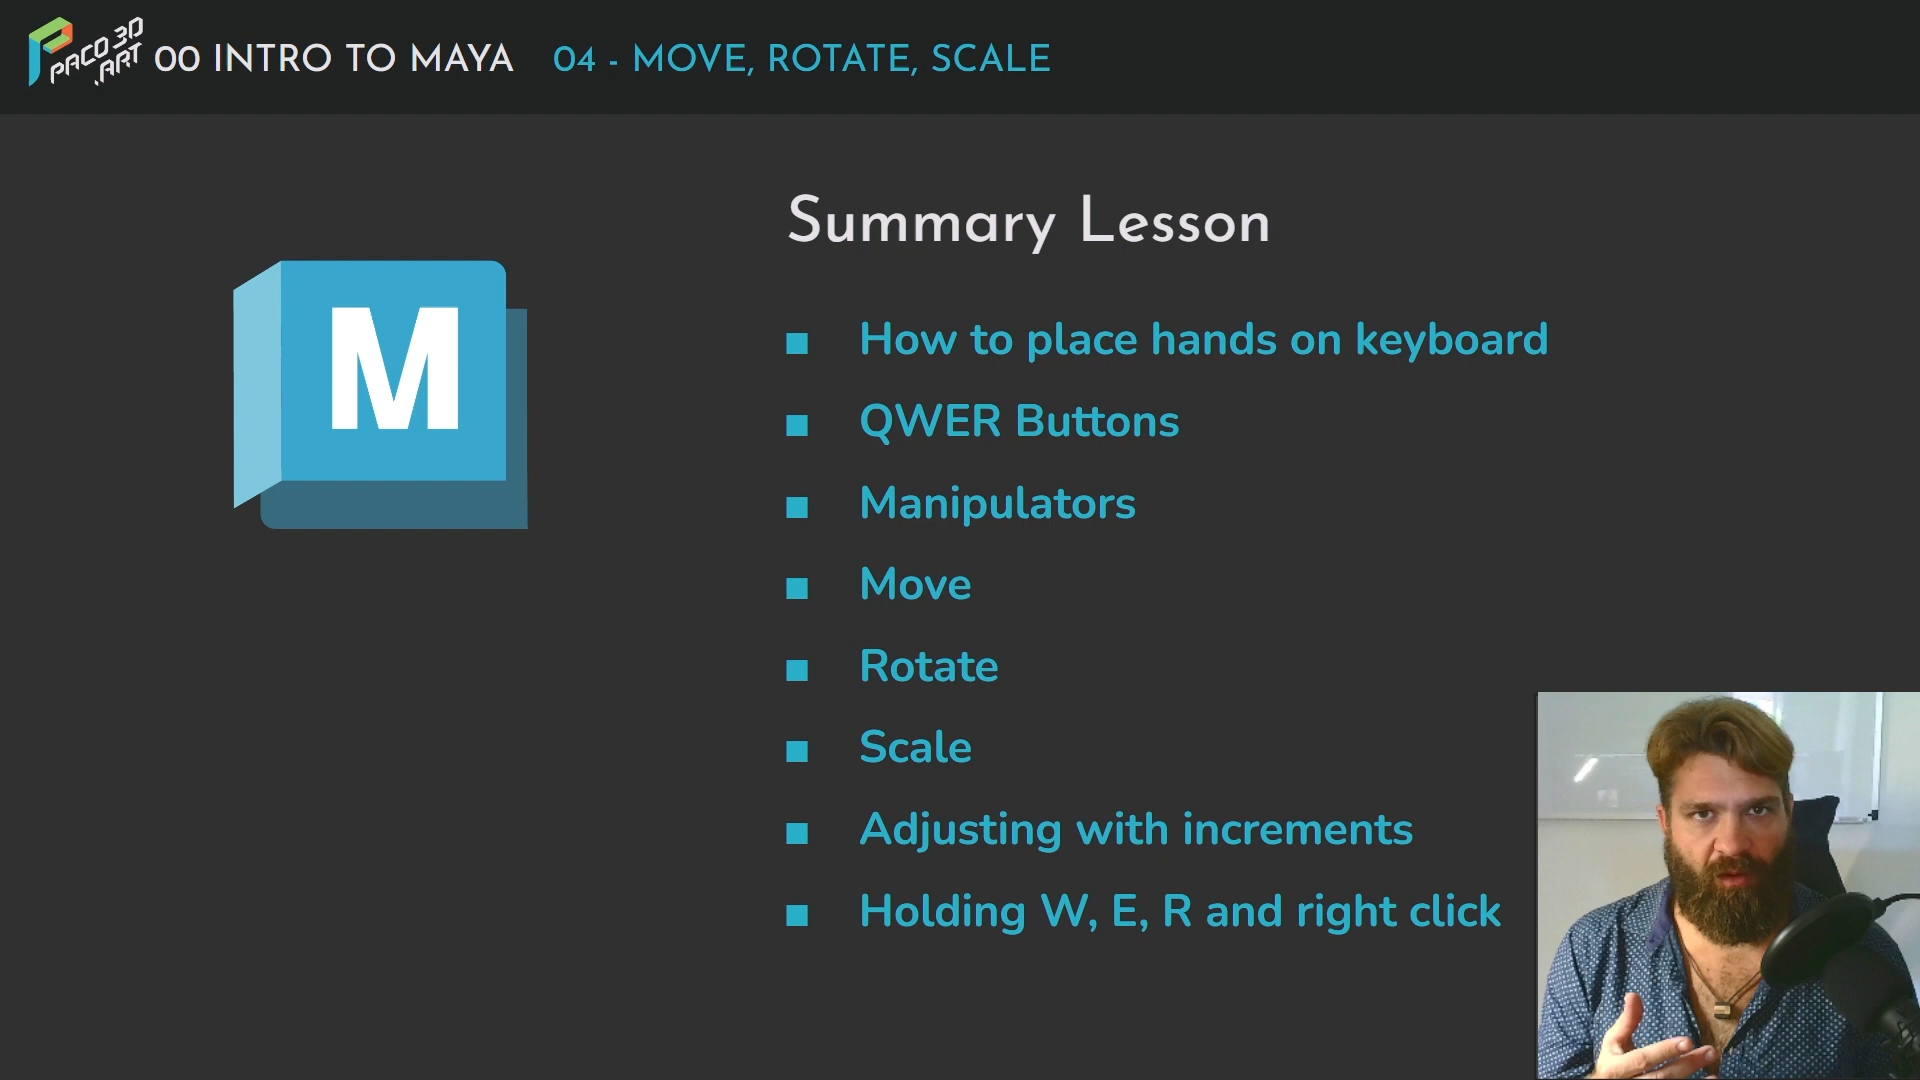 PACO 3D
.ART
00 INTRO TO MAYA 04 - MOVE, ROTATE, SCALE
Summary Lesson
M
How to place hands on keyboard
QWER Buttons
Manipulators
Move
Rotate
Scale
Adjusting with increments
Holding W, E, R and right click